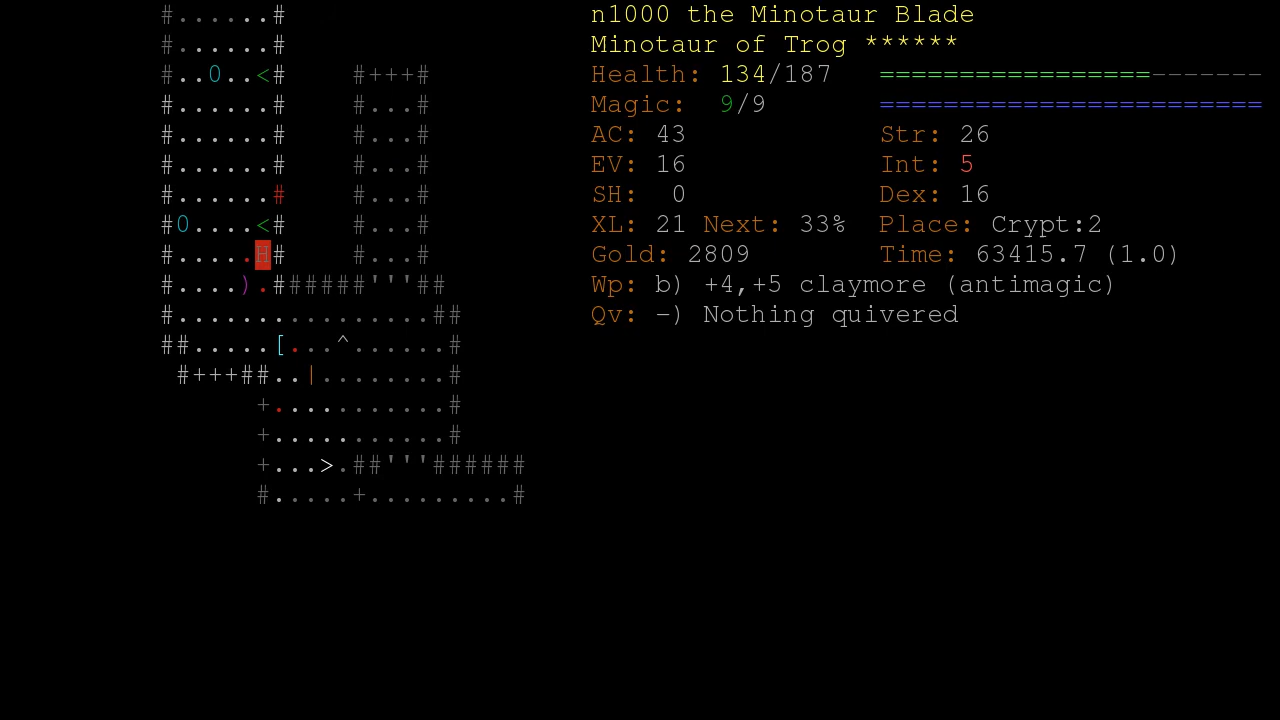 #......#                              n1000 the Minotaur Blade
#......#                              Minotaur of Trog ******
#..0..<#    #+++#          Health: 134/187   =================-------
#......#    #...#          Magic:  9/9       ========================
#......#    #...#          AC: 43            Str: 26
#......#    #...#          EV: 16            Int: 5
#......#    #...#          SH:  0            Dex: 16
#0....<#    #...#          XL: 21 Next: 33%  Place: Crypt:2
#.....H#    #...#          Gold: 2809        Time: 63415.7 (1.0)
#....).######'''##         Wp: b) +4,+5 claymore (antimagic)
#................##        Qv: -) Nothing quivered
##.....[...^......#
 #+++##..|........#
      +...........#
      +...........#
      +...>.##'''######
      #.....+.........#